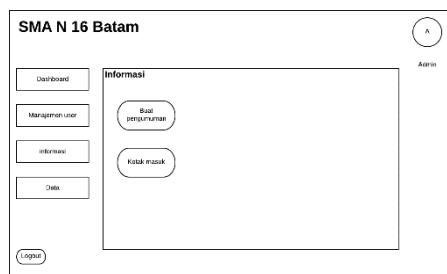 SMA N 16 Batam
A
Admin
Dashboard
Manajemen user
Informasi
Data
Logout
Informasi
Buat
pengumuman
Kotak masuk